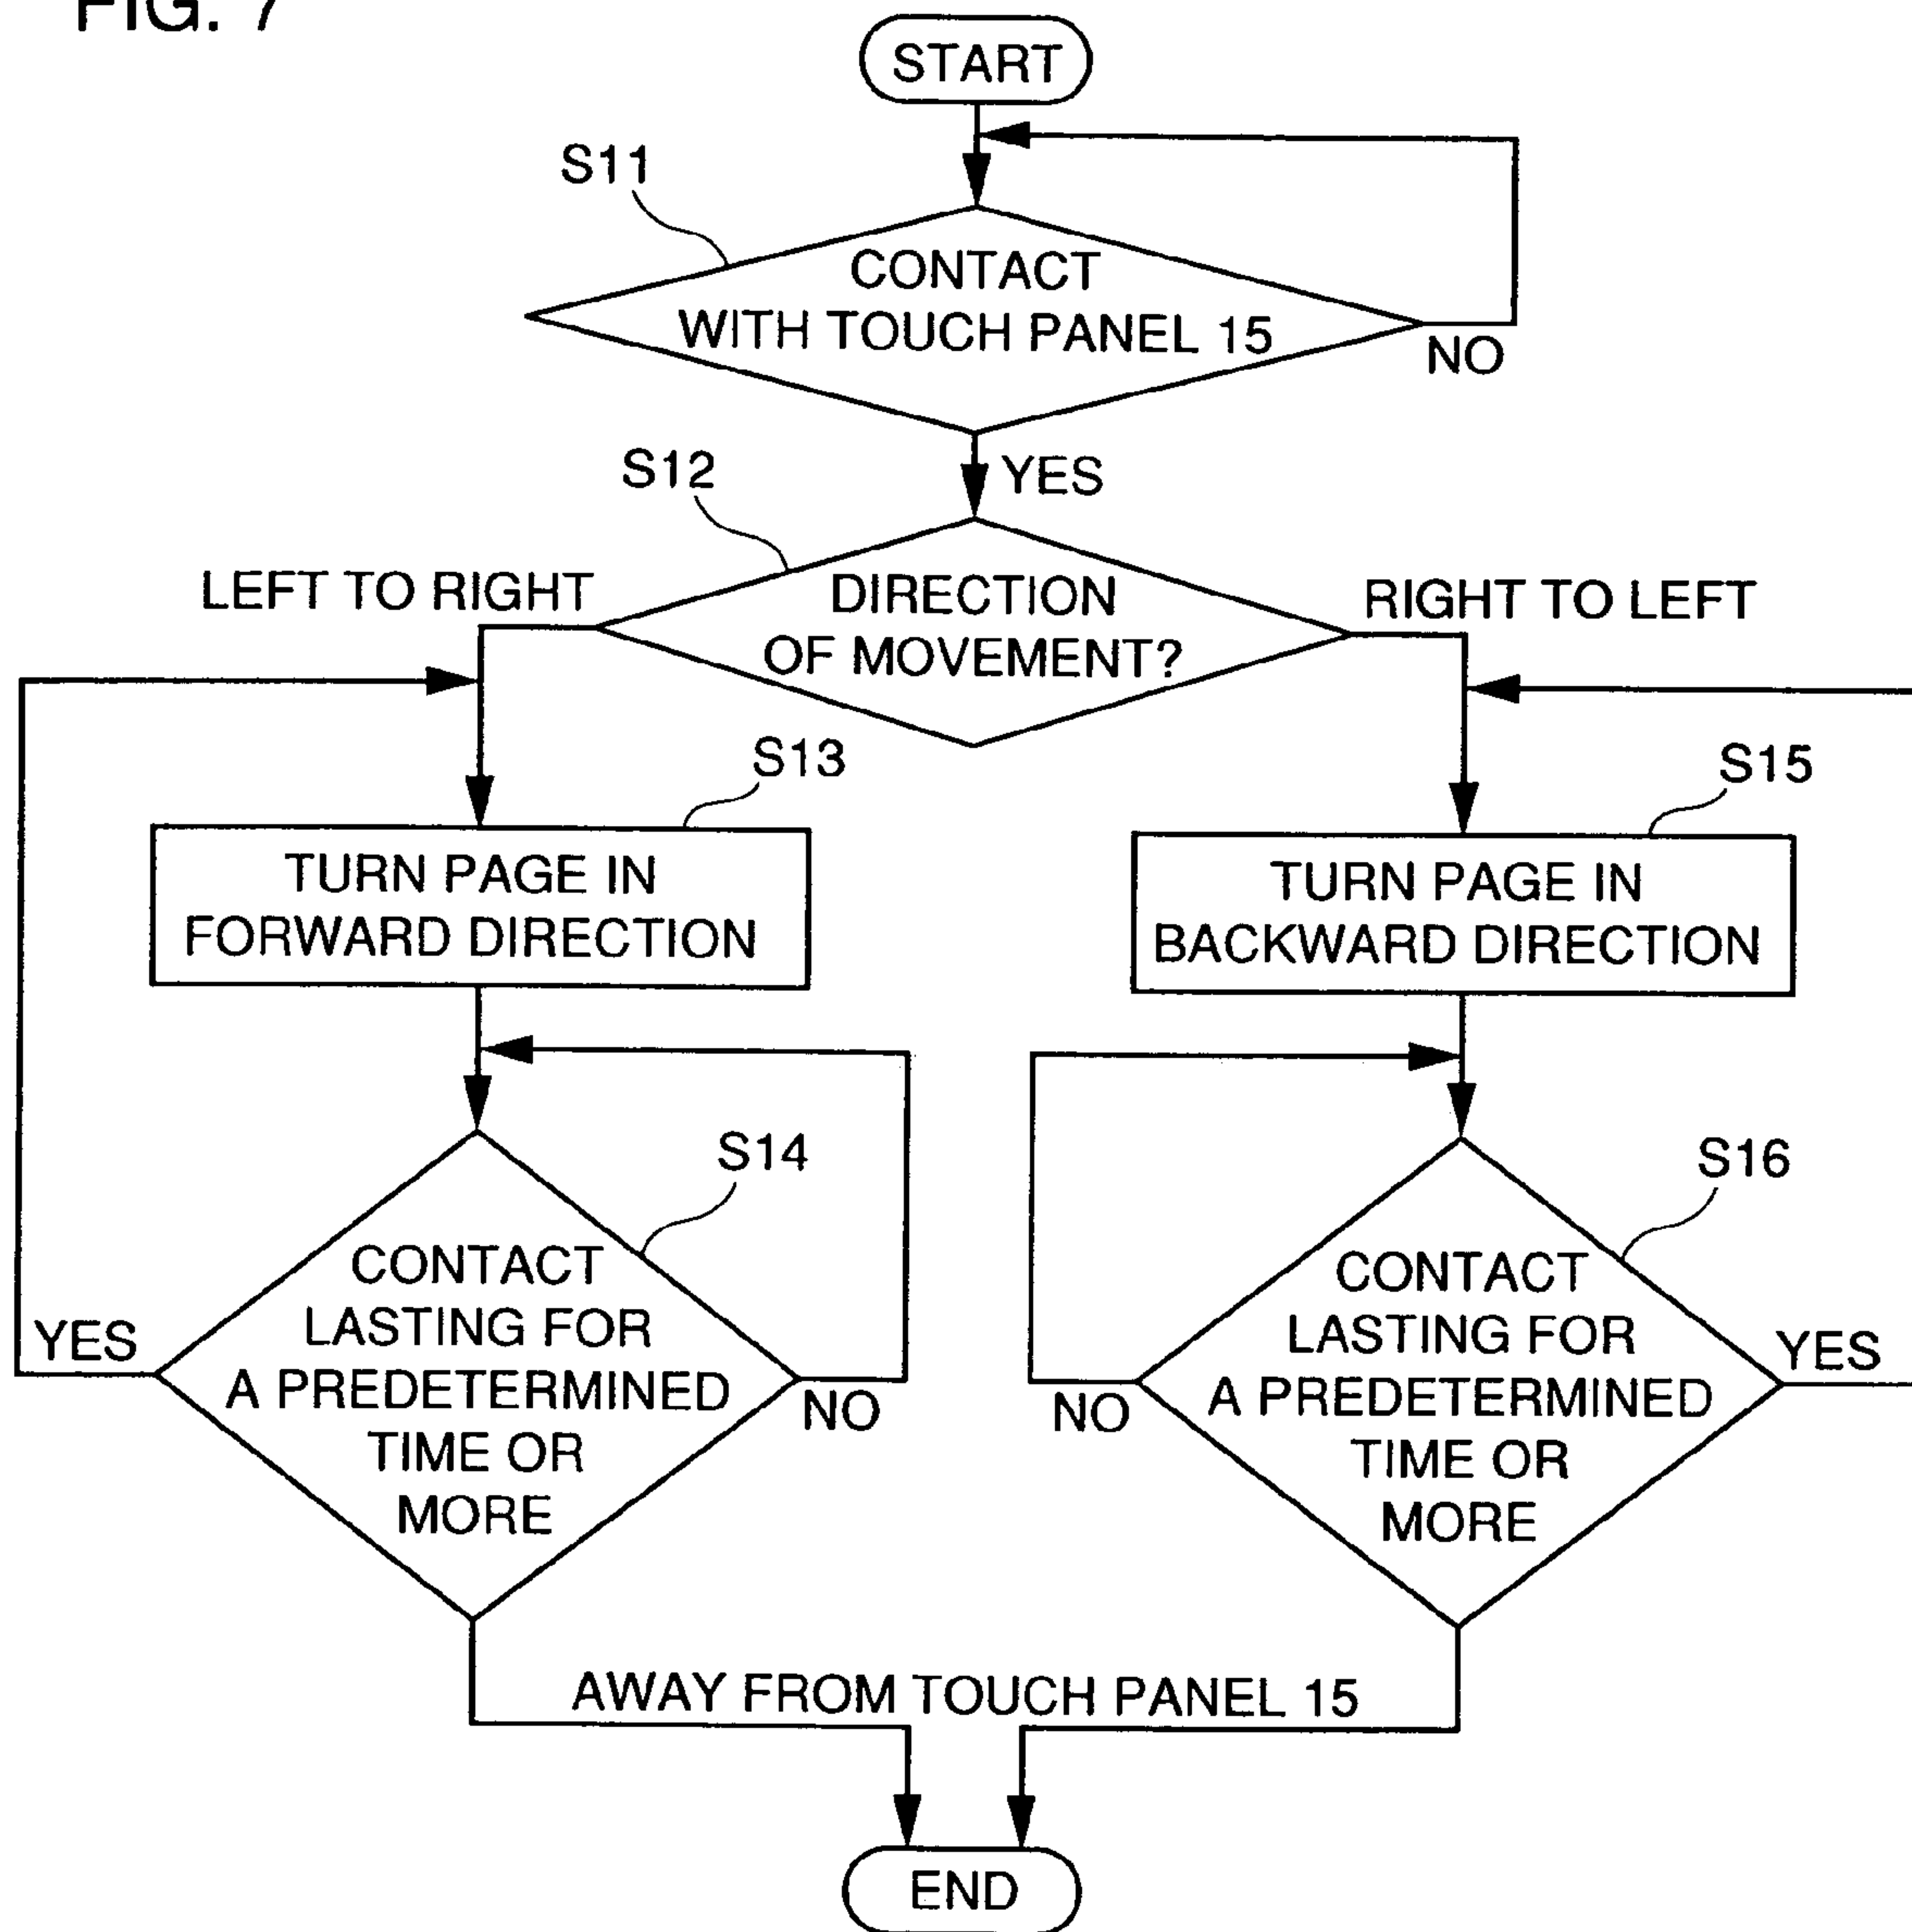 FIG. 7
START
S11
CONTACT
WITH TOUCH PANEL 15
NO
S12
YES
LEFT TO RIGHT
DIRECTION
OF MOVEMENT?
RIGHT TO LEFT
S13
S15
TURN PAGE IN
FORWARD DIRECTION
TURN PAGE IN
BACKWARD DIRECTION
S14
S16
CONTACT
LASTING FOR
A PREDETERMINED
TIME OR
MORE
YES
NO
CONTACT
LASTING FOR
A PREDETERMINED
TIME OR
MORE
NO
YES
AWAY FROM TOUCH PANEL 15
END